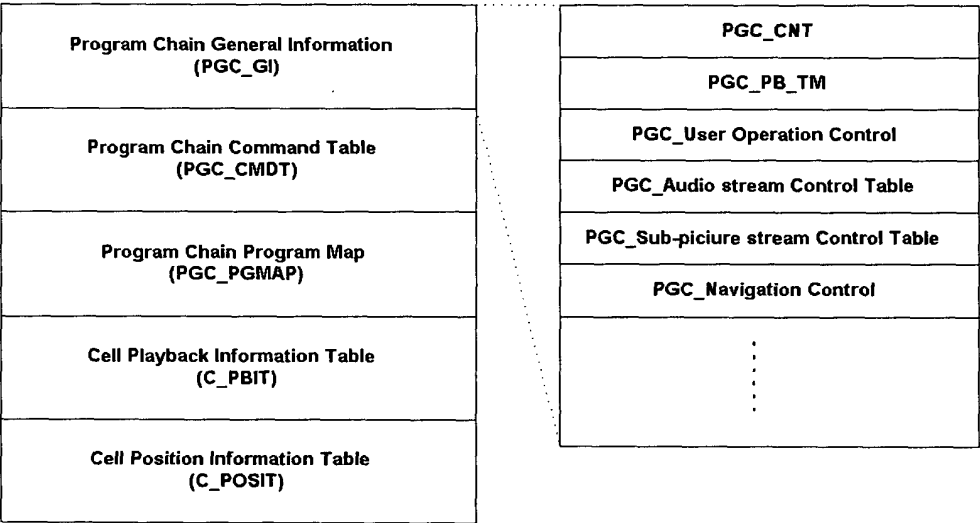 Program Chain General Information
(PGC_GI)
Program Chain Command Table
(PGC_CMDT)
Program Chain Program Map
(PGC_PGMAP)
Cell Playback Information Table
(C_PBIT)
Cell Position Information Table
(C_POSIT)
PGC_CNT
PGC_PB_TM
PGC_User Operation Control
PGC_Audio stream Control Table
PGC_Sub-piciure stream Control Table
PGC_Navigation Control